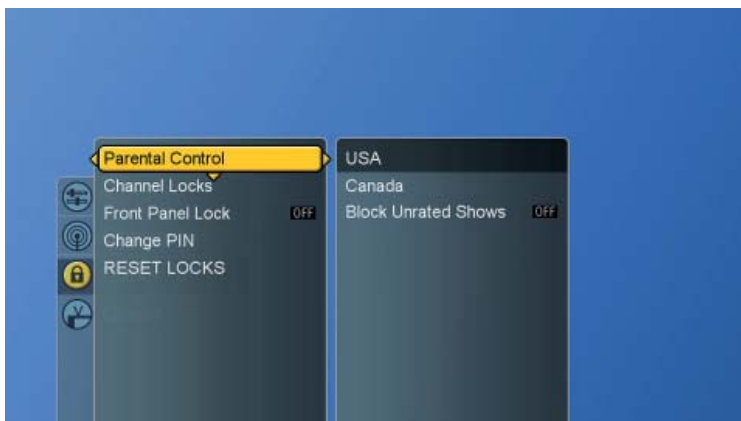 Parental Control
Channel Locks
Front Panel Lock OFF
Change PIN
RESET LOCKS
USA
Canada
Block Unrated Shows OFF